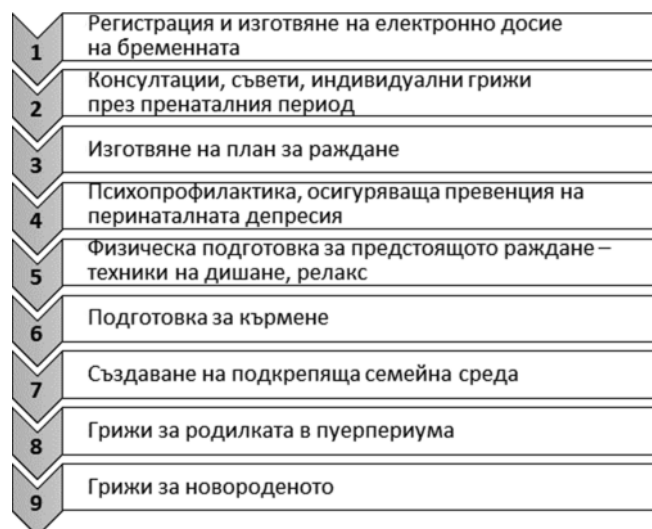 1 Регистрация и изготвяне на електронно досие
на бременната
2 Консултации, съвети, индивидуални грижи
през пренаталния период
3 Изготвяне на план за раждане
4 Психопрофилактика, осигуряваща превенция на
перинаталната депресия
5 Физическа подготовка за предстоящото раждане –
техники на дишане, релакс
6 Подготовка за кърмене
7 Създаване на подкрепяща семейна среда
8 Грижи за родилката в пуерпериума
9 Грижи за новороденото